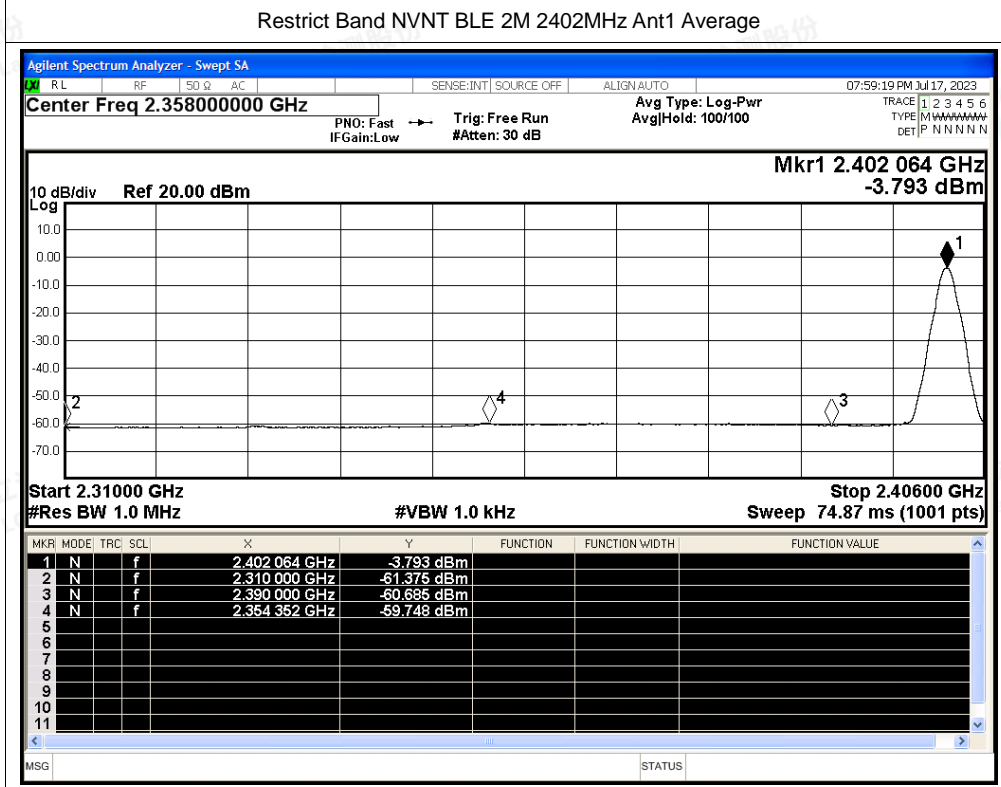 Restrict Band NVNT BLE 2M 2402MHz Ant1 Average
Agilent Spectrum Analyzer - Swept SA
LXI RL RF 50 Ω AC SENSE:INT SOURCE OFF ALIGN AUTO 07:59:19 PM Jul 17, 2023
Center Freq 2.358000000 GHz
PNO: Fast
IFGain:Low
Trig: Free Run
#Atten: 30 dB
Avg Type: Log-Pwr
Avg|Hold: 100/100
TRACE 1 2 3 4 5 6
TYPE M WWWWW
DET P N N N N N
Mkr1 2.402 064 GHz
-3.793 dBm
10 dB/div Ref 20.00 dBm
Log
10.0
0.00
-10.0
-20.0
-30.0
-40.0
-50.0
-60.0
-70.0
1
2
4
3
Start 2.31000 GHz Stop 2.40600 GHz
#Res BW 1.0 MHz #VBW 1.0 kHz Sweep 74.87 ms (1001 pts)
MKR MODE TRC SCL X Y FUNCTION FUNCTION WIDTH FUNCTION VALUE
1 N f 2.402 064 GHz -3.793 dBm
2 N f 2.310 000 GHz -61.375 dBm
3 N f 2.390 000 GHz -60.685 dBm
4 N f 2.354 352 GHz -59.748 dBm
5
6
7
8
9
10
11
MSG STATUS